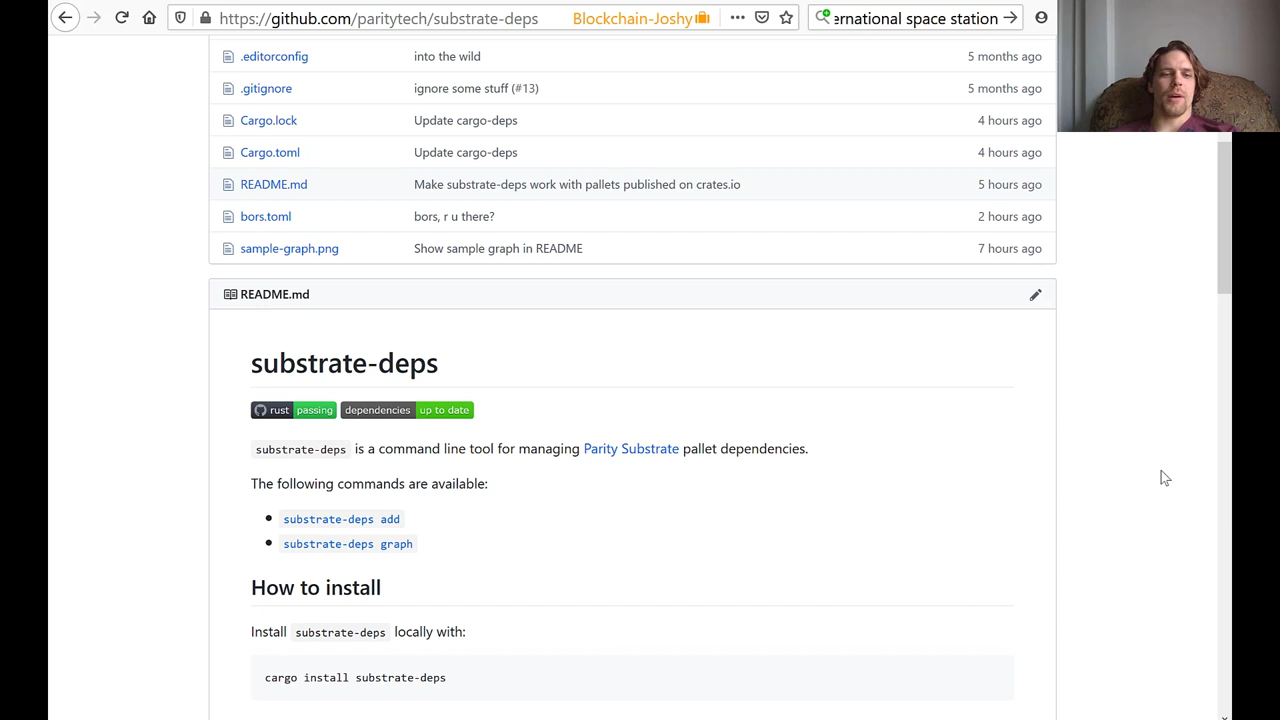 https://github.com/paritytech/substrate-deps Blockchain-Joshy ernational space station
.editorconfig into the wild 5 months ago
.gitignore ignore some stuff (#13) 5 months ago
Cargo.lock Update cargo-deps 4 hours ago
Cargo.toml Update cargo-deps 4 hours ago
README.md Make substrate-deps work with pallets published on crates.io 5 hours ago
bors.toml bors, r u there? 2 hours ago
sample-graph.png Show sample graph in README 7 hours ago
README.md
substrate-deps
rust passing dependencies up to date
substrate-deps is a command line tool for managing Parity Substrate pallet dependencies.
The following commands are available:
substrate-deps add
substrate-deps graph
How to install
Install substrate-deps locally with:
cargo install substrate-deps